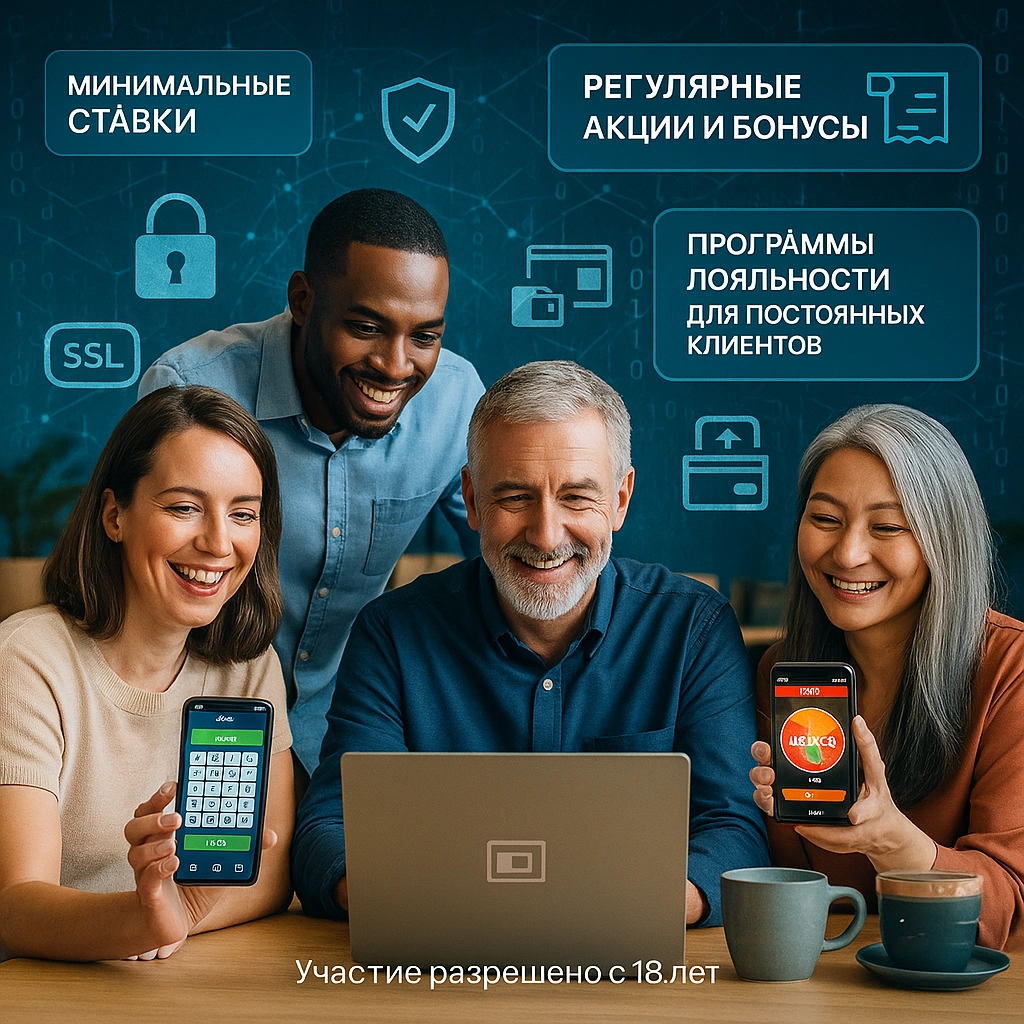 МИНИМАЛЬНЫЕ
СТАВКИ
РЕГУЛЯРНЫЕ
АКЦИИ И БОНУСЫ
ПРОГРАММЫ
ЛОЯЛЬНОСТИ
ДЛЯ ПОСТОЯННЫХ
КЛИЕНТОВ
SSL
Участие разрешено с 18.лет